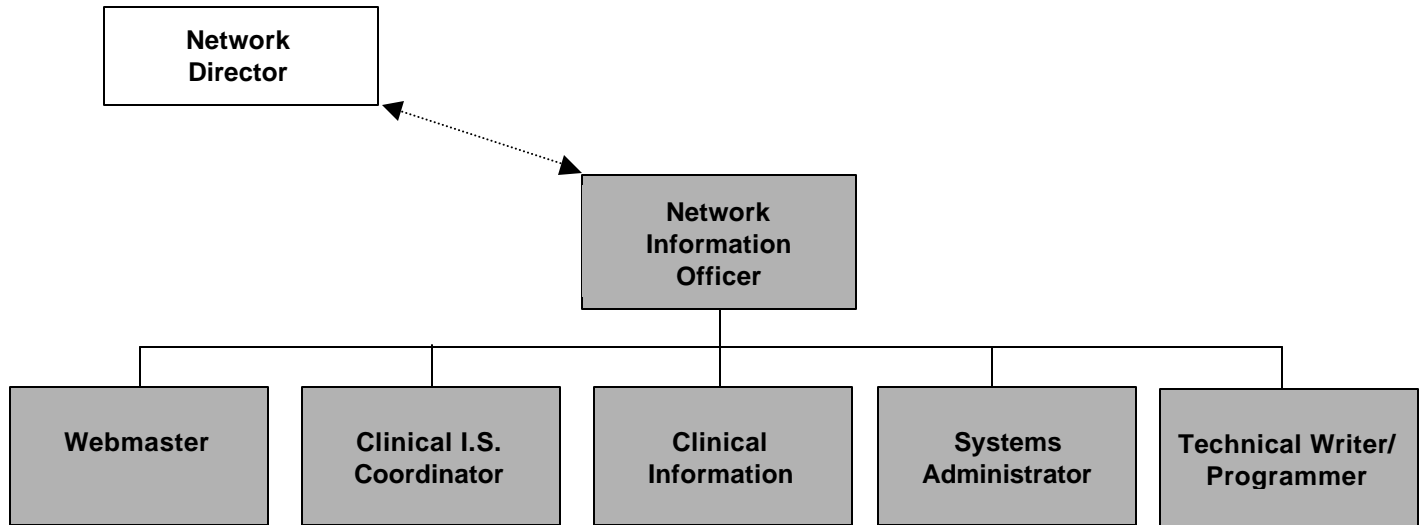 Network
Director
Network
Information
Officer
Webmaster
Clinical I.S.
Coordinator
Clinical
Information
Systems
Administrator
Technical Writer/
Programmer